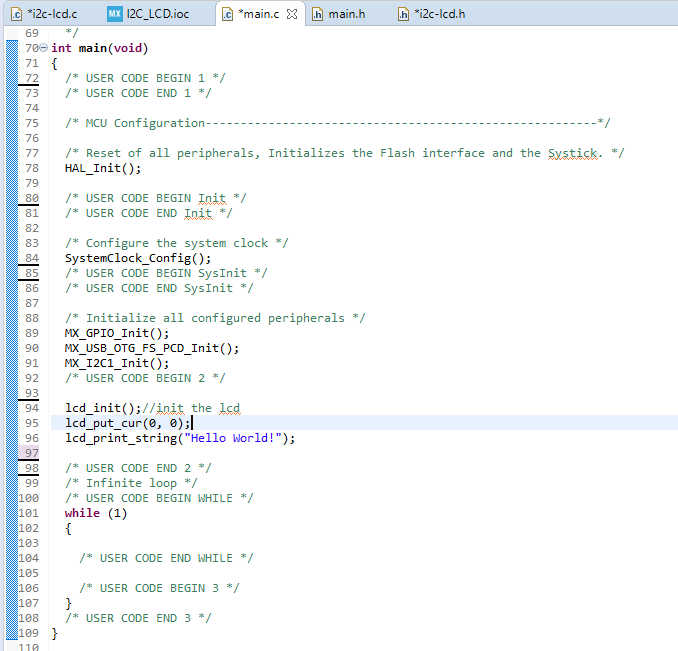 *i2c-lcd.c MX I2C_LCD.ioc *main.c main.h *i2c-lcd.h
69 */
70 int main(void)
71 {
72 /* USER CODE BEGIN 1 */
73 /* USER CODE END 1 */
74
75 /* MCU Configuration--------------------------------------------------------*/
76
77 /* Reset of all peripherals, Initializes the Flash interface and the Systick. */
78 HAL_Init();
79
80 /* USER CODE BEGIN Init */
81 /* USER CODE END Init */
82
83 /* Configure the system clock */
84 SystemClock_Config();
85 /* USER CODE BEGIN SysInit */
86 /* USER CODE END SysInit */
87
88 /* Initialize all configured peripherals */
89 MX_GPIO_Init();
90 MX_USB_OTG_FS_PCD_Init();
91 MX_I2C1_Init();
92 /* USER CODE BEGIN 2 */
93
94 lcd_init();//init the lcd
95 lcd_put_cur(0, 0);
96 lcd_print_string("Hello World!");
97
98 /* USER CODE END 2 */
99 /* Infinite loop */
100 /* USER CODE BEGIN WHILE */
101 while (1)
102 {
103
104 /* USER CODE END WHILE */
105
106 /* USER CODE BEGIN 3 */
107 }
108 /* USER CODE END 3 */
109 }
110